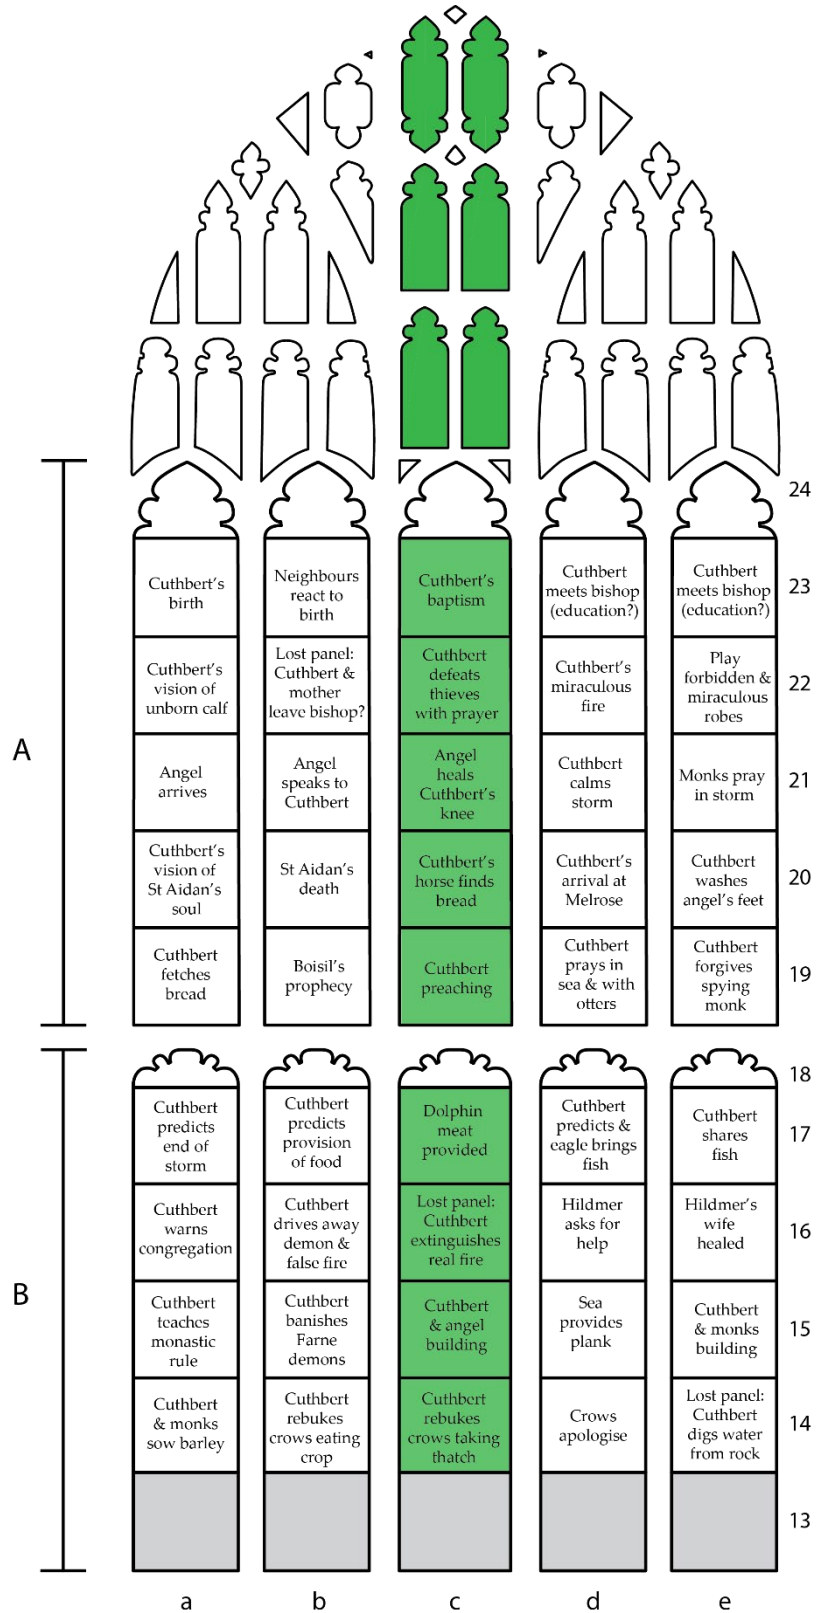 24
Cuthbert's
birth
Neighbours
react to
birth
Cuthbert's
baptism
Cuthbert
meets bishop
(education?)
Cuthbert
meets bishop
(education?)
23
Cuthbert's
vision of
unborn calf
Lost panel:
Cuthbert &
mother
leave bishop?
Cuthbert
defeats
thieves
with prayer
Cuthbert's
miraculous
fire
Play
forbidden &
miraculous
robes
22
A
Angel
arrives
Angel
speaks to
Cuthbert
Angel
heals
Cuthbert's
knee
Cuthbert
calms
storm
Monks pray
in storm
21
Cuthbert's
vision of
St Aidan's
soul
St Aidan's
death
Cuthbert's
horse finds
bread
Cuthbert's
arrival at
Melrose
Cuthbert
washes
angel's feet
20
Cuthbert
fetches
bread
Boisil's
prophecy
Cuthbert
preaching
Cuthbert
prays in
sea & with
otters
Cuthbert
forgives
spying
monk
19
18
Cuthbert
predicts
end of
storm
Cuthbert
predicts
provision
of food
Dolphin
meat
provided
Cuthbert
predicts &
eagle brings
fish
Cuthbert
shares
fish
17
Cuthbert
warns
congregation
Cuthbert
drives away
demon &
false fire
Lost panel:
Cuthbert
extinguishes
real fire
Hildmer
asks for
help
Hildmer's
wife
healed
16
B
Cuthbert
teaches
monastic
rule
Cuthbert
banishes
Farne
demons
Cuthbert
& angel
building
Sea
provides
plank
Cuthbert
& monks
building
15
Cuthbert
& monks
sow barley
Cuthbert
rebukes
crows eating
crop
Cuthbert
rebukes
crows taking
thatch
Crows
apologise
Lost panel:
Cuthbert
digs water
from rock
14
13
a
b
c
d
e